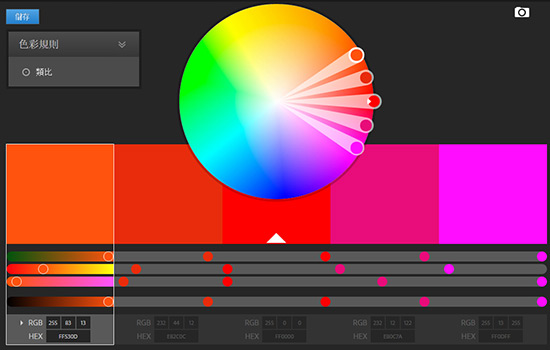 儲存
色彩規則
類比
RGB 255 83 13
HEX FF530D
RGB 232 44 12
HEX E82C0C
RGB 255 0 0
HEX FF0000
RGB 232 12 122
HEX E80C7A
RGB 255 13 255
HEX FF0DFF